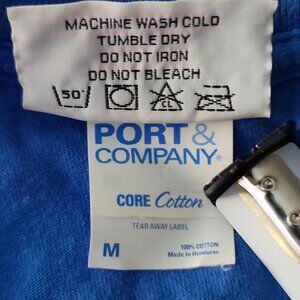 MACHINE WASH COLD
TUMBLE DRY
DO NOT IRON
DO NOT BLEACH
50° CL
PORT &
COMPANY®
CORE Cotton
TEAR AWAY LABEL
M
100% COTTON
Made in Honduras